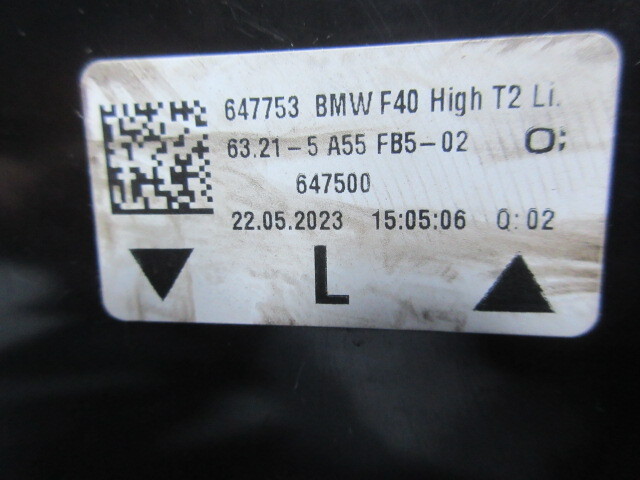 647753 BMW F40 High T2 Li.
63.21-5 A55 FB5-02 O;
647500
22.05.2023 15:05:06 Q:02
L